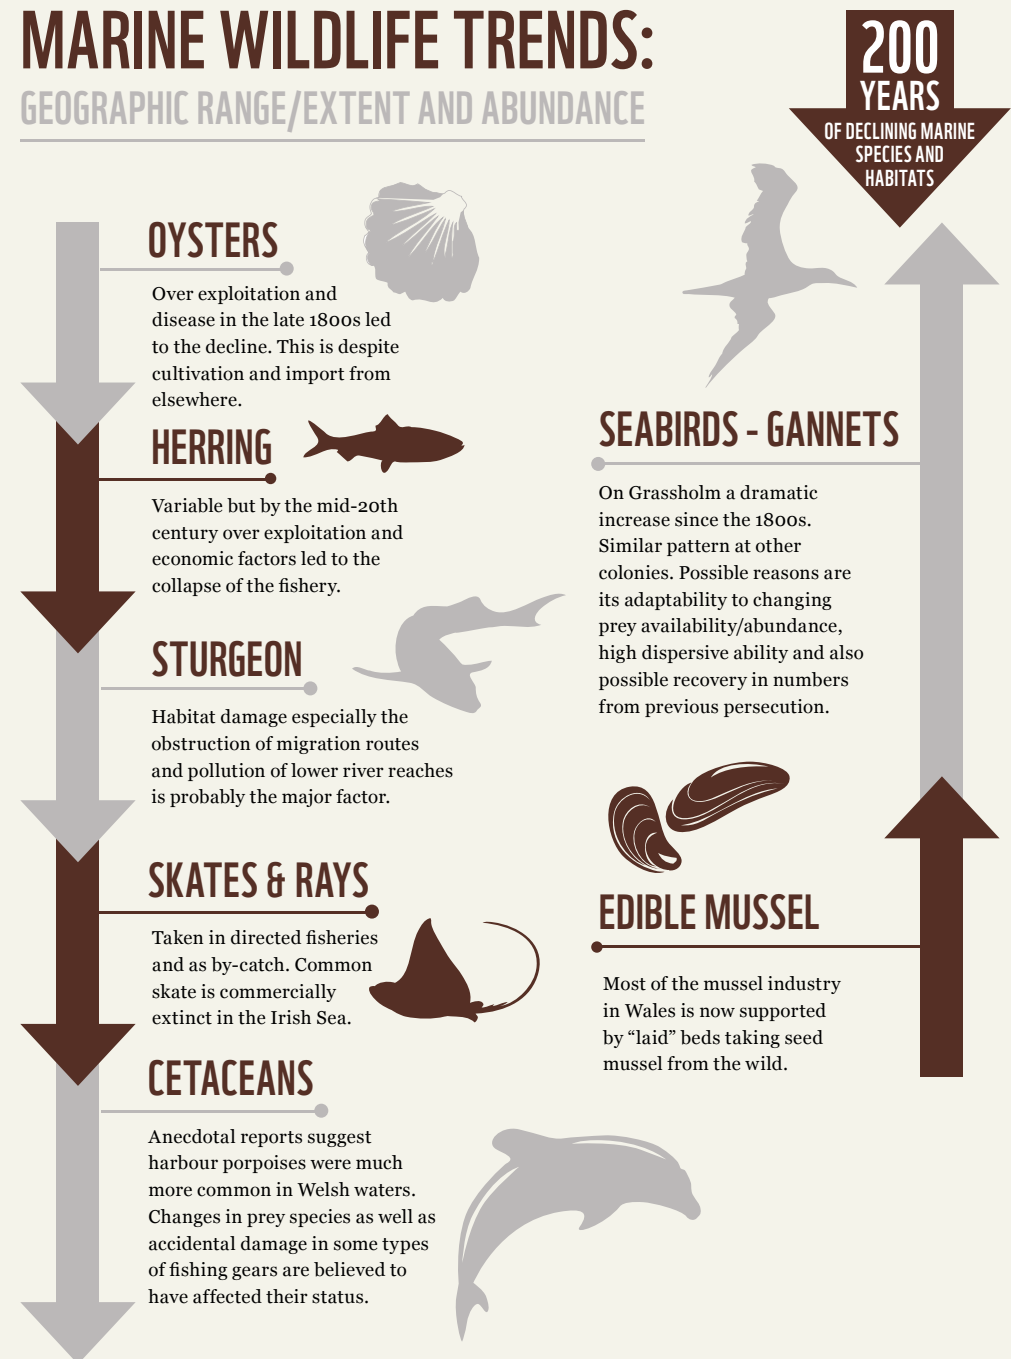 MARINE WILDLIFE TRENDS:
GEOGRAPHIC RANGE/EXTENT AND ABUNDANCE
200
YEARS
OF DECLINING MARINE
SPECIES AND
HABITATS
OYSTERS
Over exploitation and
disease in the late 1800s led
to the decline. This is despite
cultivation and import from
elsewhere.
HERRING
Variable but by the mid-20th
century over exploitation and
economic factors led to the
collapse of the fishery.
STURGEON
Habitat damage especially the
obstruction of migration routes
and pollution of lower river reaches
is probably the major factor.
SKATES & RAYS
Taken in directed fisheries
and as by-catch. Common
skate is commercially
extinct in the Irish Sea.
CETACEANS
Anecdotal reports suggest
harbour porpoises were much
more common in Welsh waters.
Changes in prey species as well as
accidental damage in some types
of fishing gears are believed to
have affected their status.
SEABIRDS - GANNETS
On Grassholm a dramatic
increase since the 1800s.
Similar pattern at other
colonies. Possible reasons are
its adaptability to changing
prey availability/abundance,
high dispersive ability and also
possible recovery in numbers
from previous persecution.
EDIBLE MUSSEL
Most of the mussel industry
in Wales is now supported
by “laid” beds taking seed
mussel from the wild.